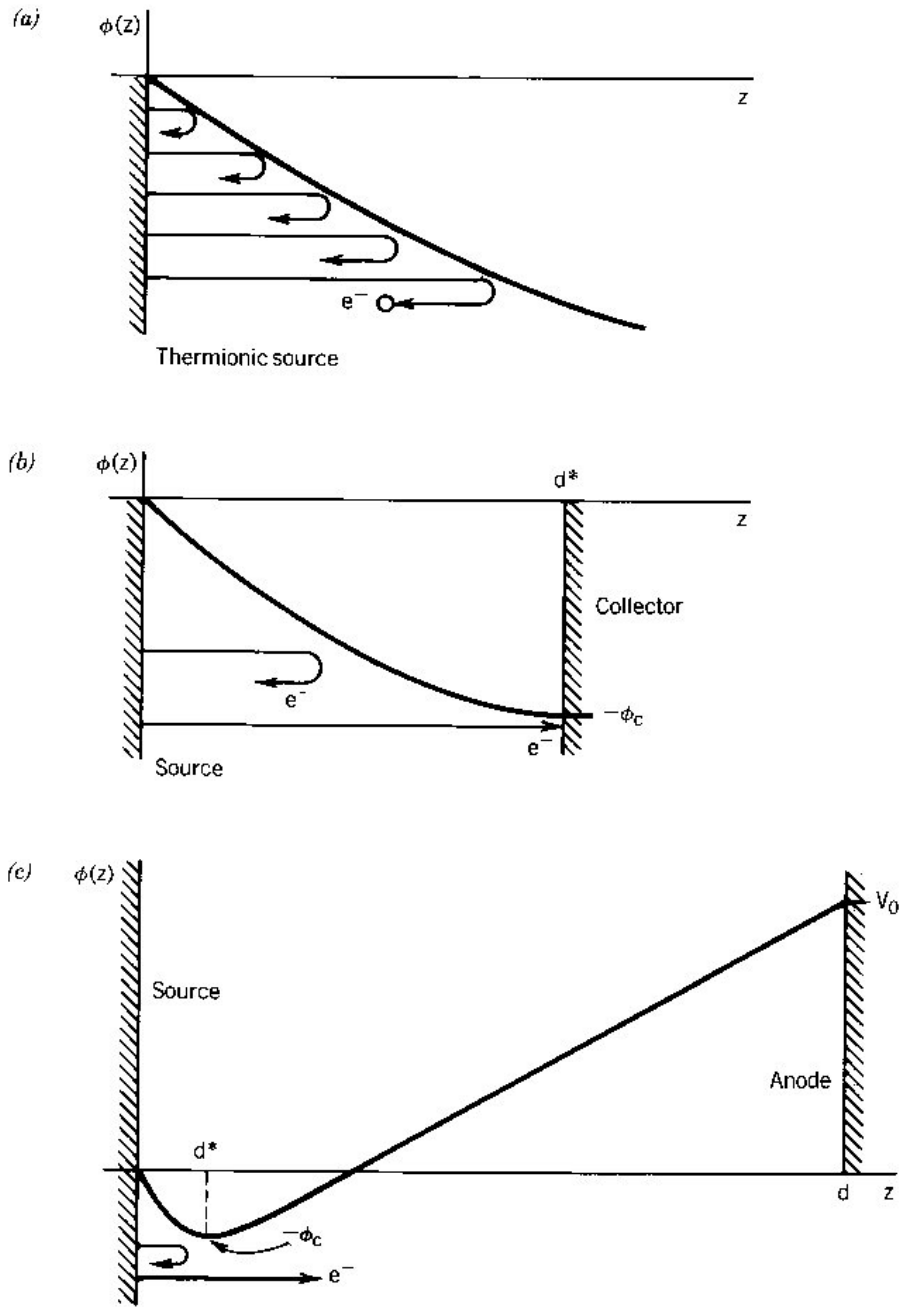 (a)
ϕ(z)
z
e⁻
Thermionic source
(b)
ϕ(z)
d*
z
Collector
e⁻
−ϕc
e⁻
Source
(c)
ϕ(z)
V₀
Source
Anode
d*
d
z
−ϕc
e⁻